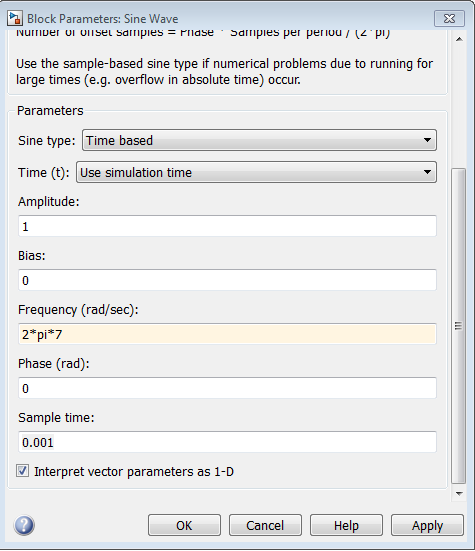 Block Parameters: Sine Wave
Number of offset samples = Phase * Samples per period / (2*pi)
Use the sample-based sine type if numerical problems due to running for
large times (e.g. overflow in absolute time) occur.
Parameters
Sine type: Time based
Time (t): Use simulation time
Amplitude:
1
Bias:
0
Frequency (rad/sec):
2*pi*7
Phase (rad):
0
Sample time:
0.001
Interpret vector parameters as 1-D
OK Cancel Help Apply